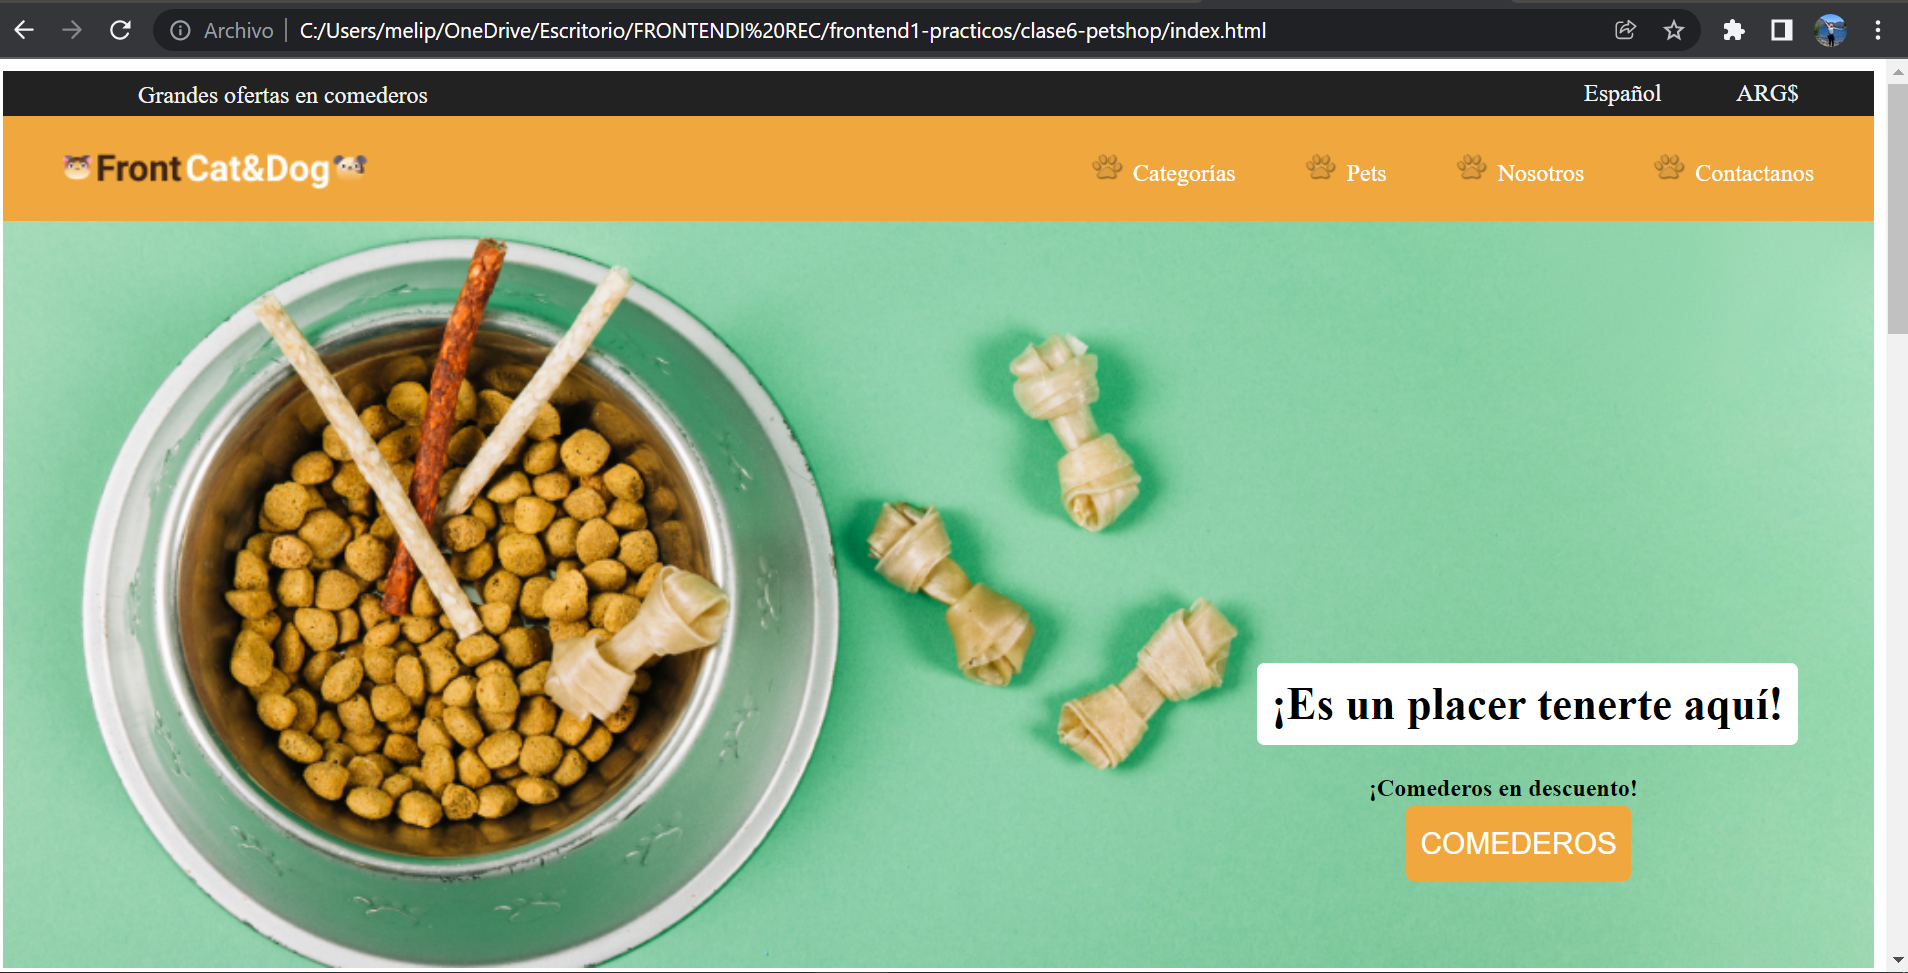 Archivo C:/Users/melip/OneDrive/Escritorio/FRONTENDI%20REC/frontend1-practicos/clase6-petshop/index.html
Grandes ofertas en comederos Español ARG$
Front Cat&Dog Categorías Pets Nosotros Contactanos
¡Es un placer tenerte aquí!
¡Comederos en descuento!
COMEDEROS